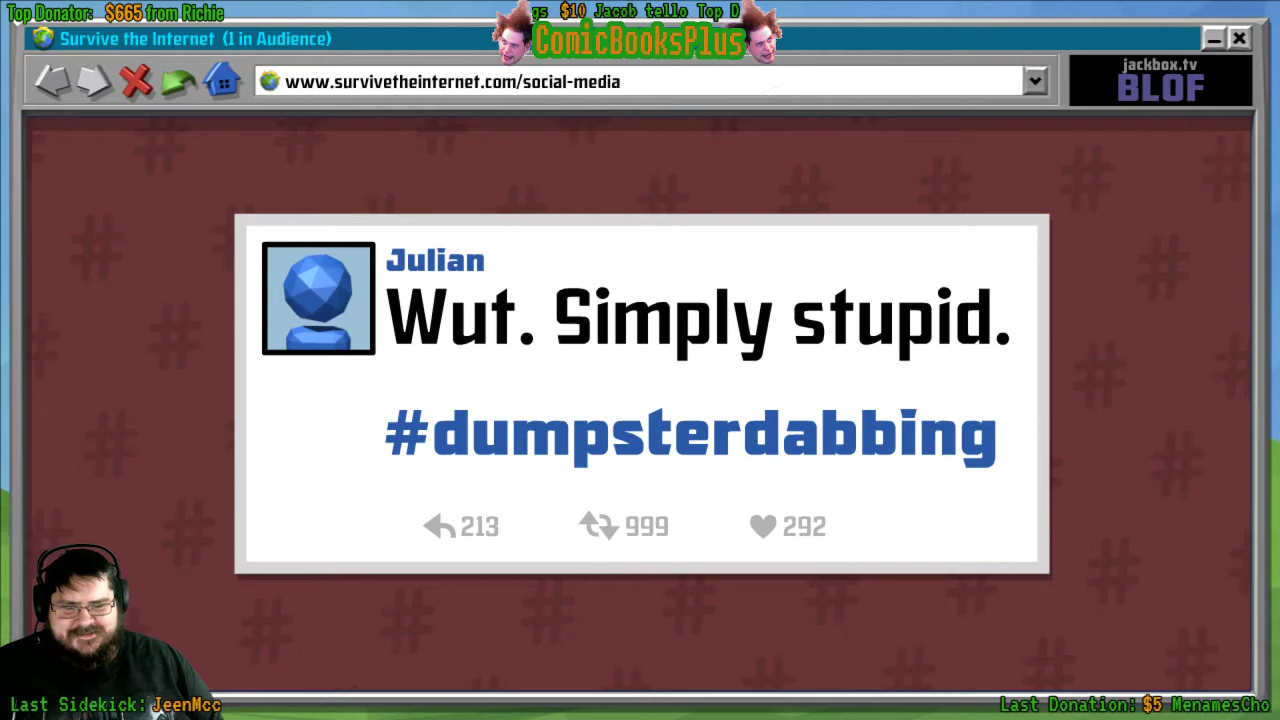 Top Donator: $665 from Richie
gs $10 Jacob tello Top D
Survive the Internet (1 in Audience)
ComicBooksPlus
www.survivetheinternet.com/social-media
jackbox.tv
BLOF
Julian
Wut. Simply stupid.
#dumpsterdabbing
213 999 292
Last Sidekick: JeenMcc
Last Donation: $5 MenamesCho